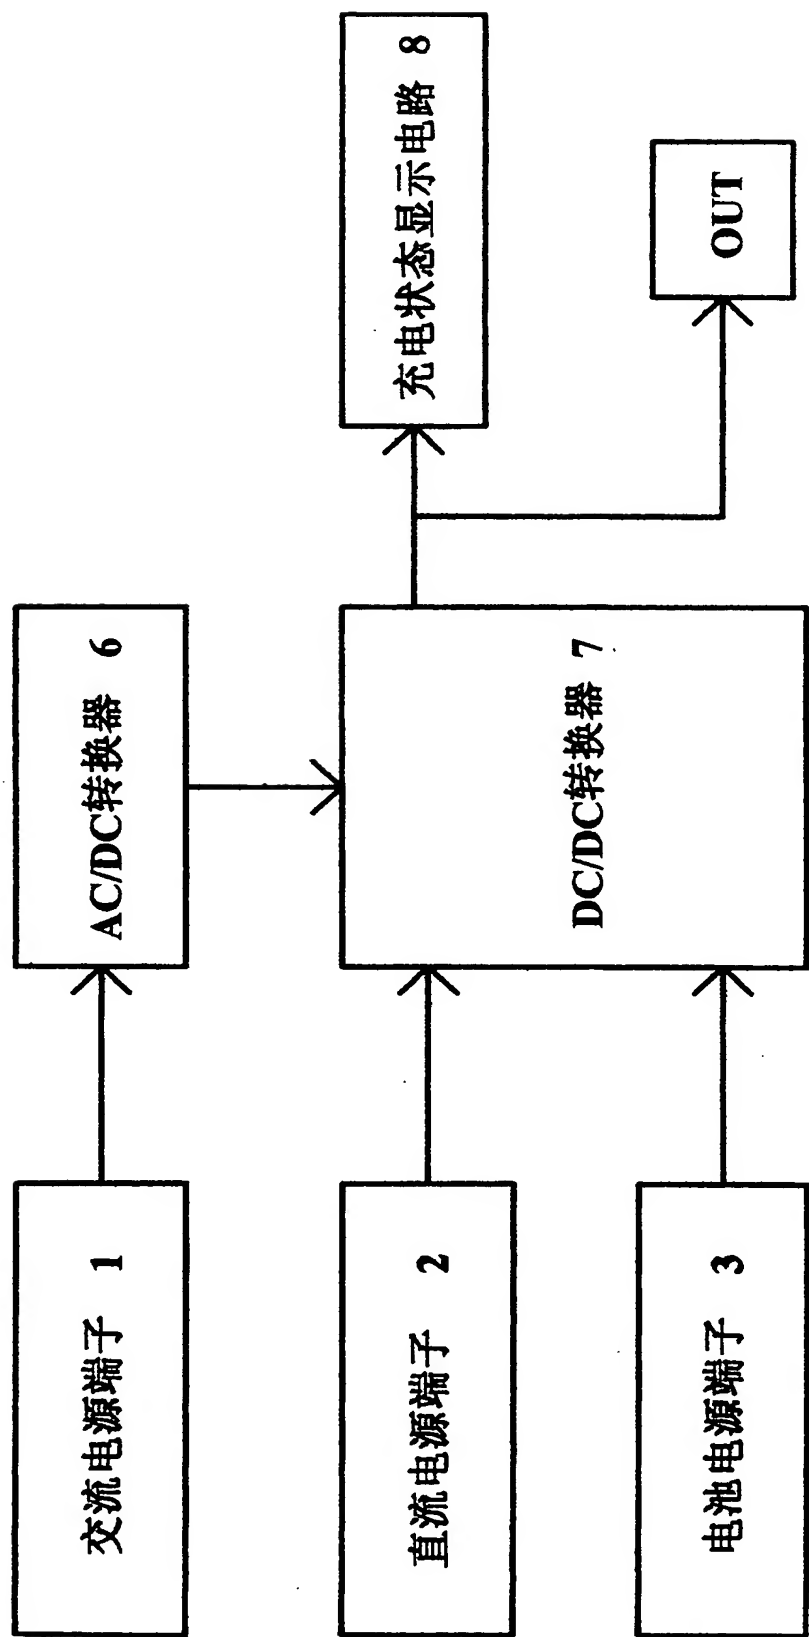 交流电源端子 1
AC/DC转换器 6
直流电源端子 2
DC/DC转换器 7
充电状态显示电路 8
电池电源端子 3
OUT